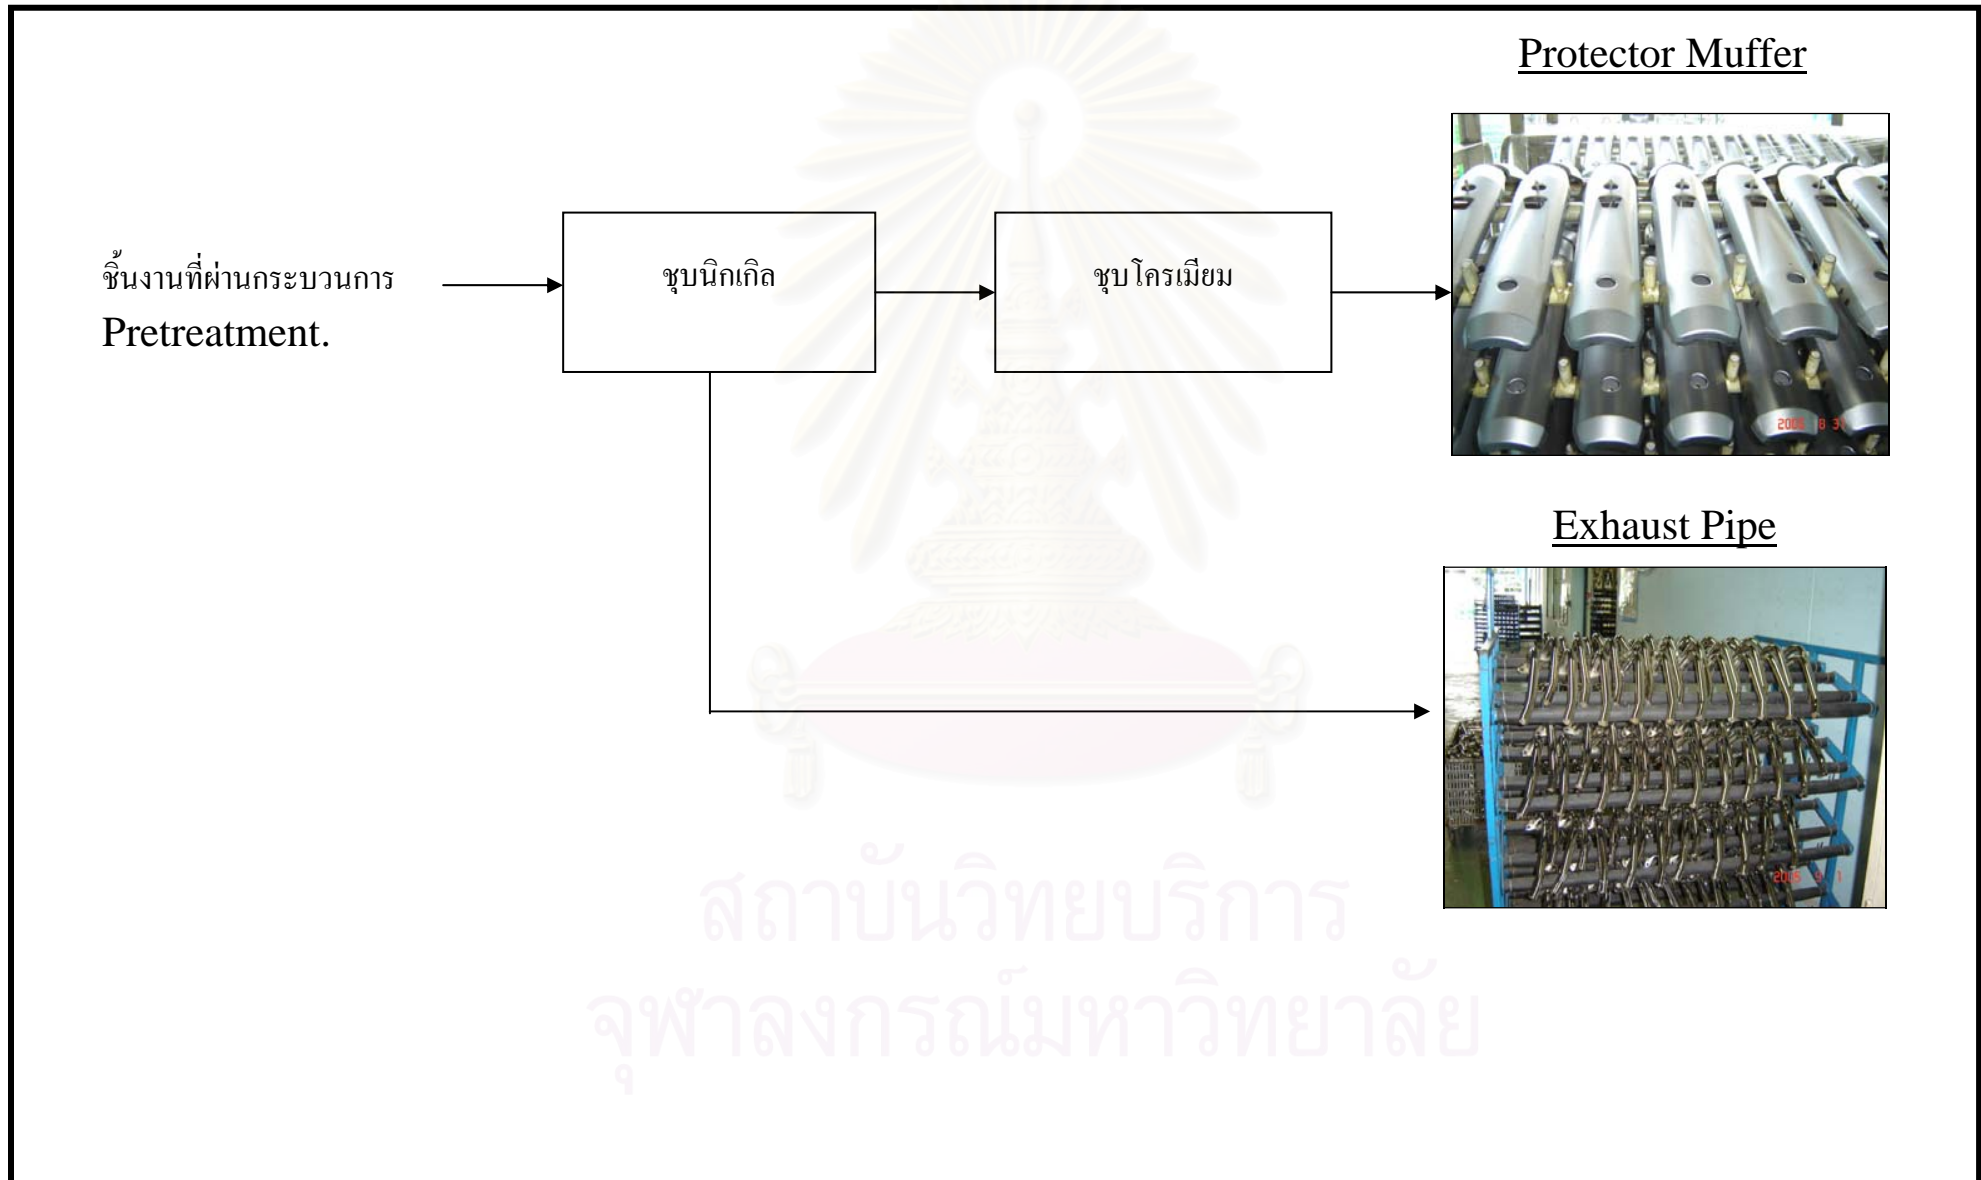 Protector Muffer
ชิ้นงานที่ผ่านกระบวนการ
Pretreatment.
ชุบนิกเกิล
ชุบโครเมียม
Exhaust Pipe
สถาบันวิทยบริการ
จุฬาลงกรณ์มหาวิทยาลัย